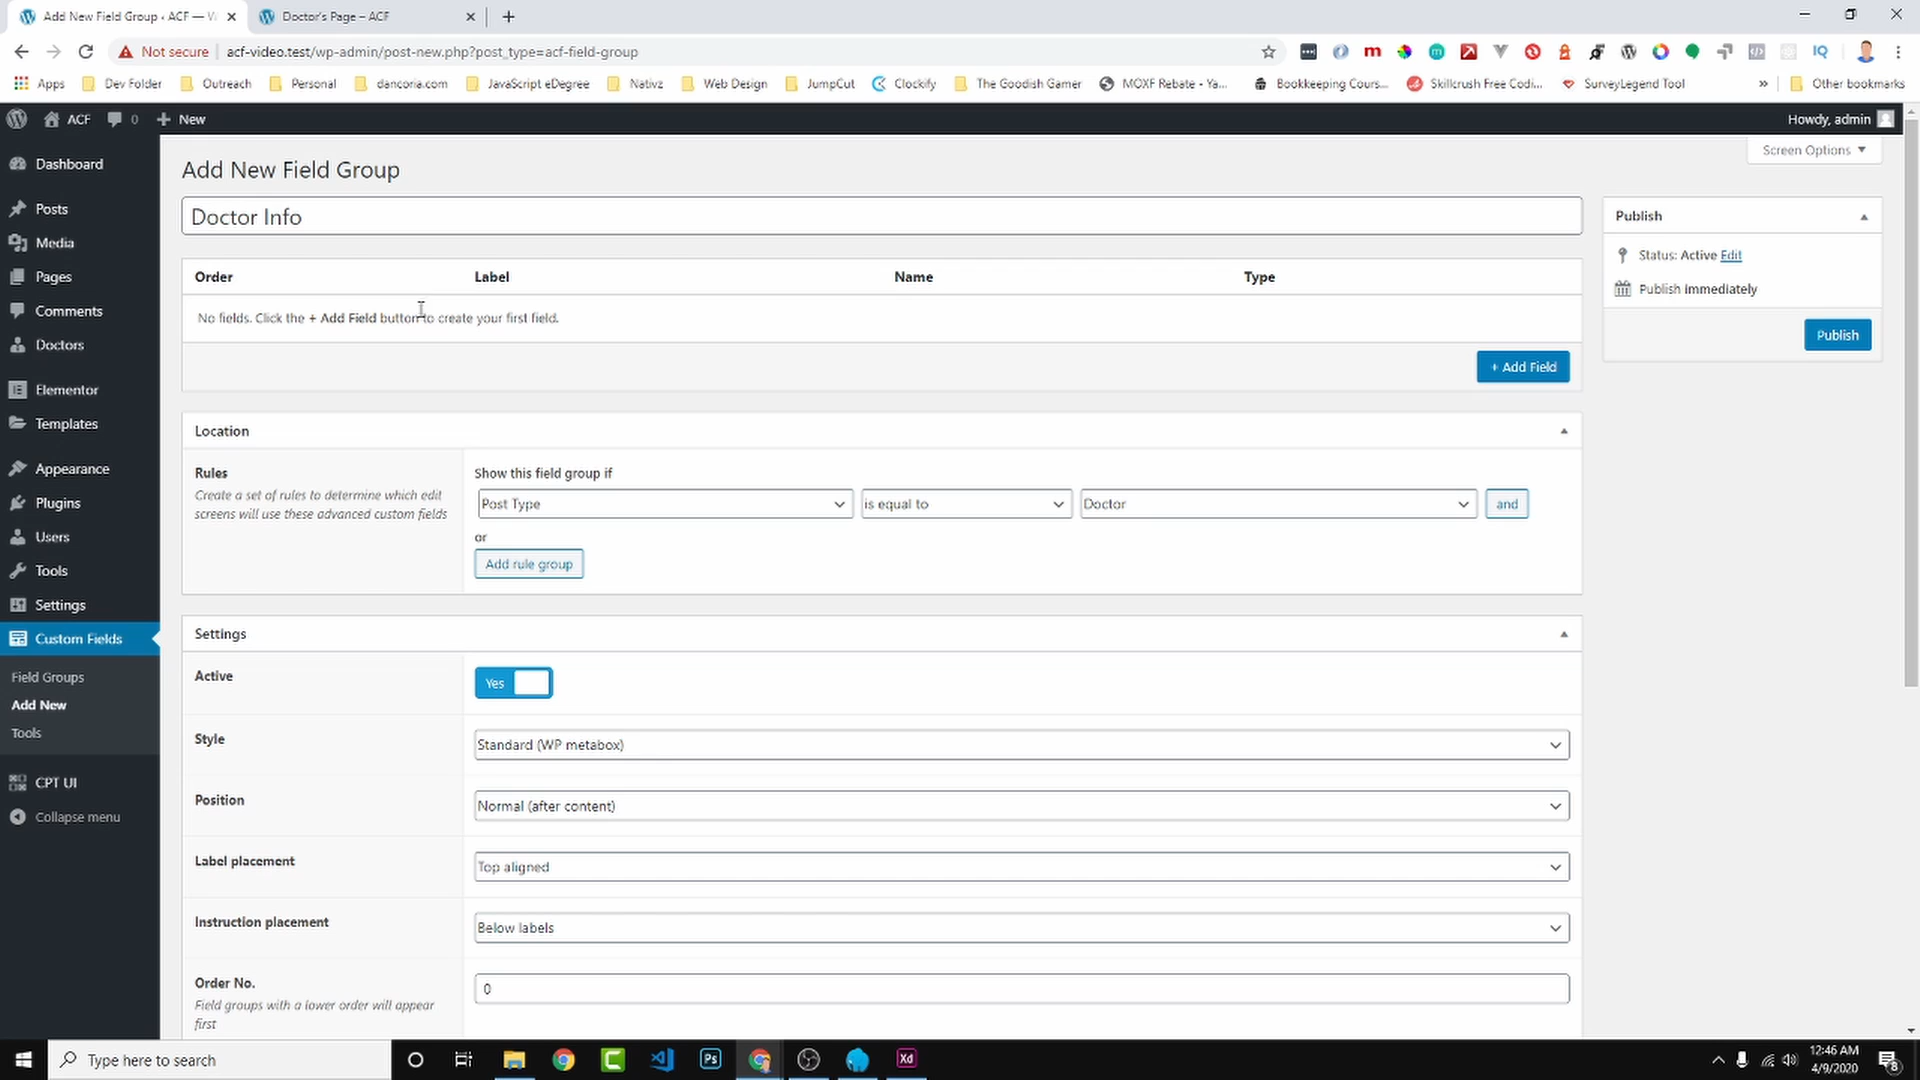 Add New Field Group ‹ ACF — W
Doctor's Page – ACF
Not secure
acf-video.test/wp-admin/post-new.php?post_type=acf-field-group
Apps
Dev Folder
Outreach
Personal
dancoria.com
JavaScript eDegree
Nativz
Web Design
JumpCut
Clockify
The Goodish Gamer
MOXF Rebate - Ya...
Bookkeeping Cours...
Skillcrush Free Codi...
SurveyLegend Tool
Other bookmarks
ACF
0
New
Howdy, admin
Dashboard
Posts
Media
Pages
Comments
Doctors
Elementor
Templates
Appearance
Plugins
Users
Tools
Settings
Custom Fields
Field Groups
Add New
Tools
CPT UI
Collapse menu
Screen Options
Add New Field Group
Doctor Info
Order Label Name Type
No fields. Click the + Add Field button to create your first field.
+ Add Field
Location
Rules
Create a set of rules to determine which edit
screens will use these advanced custom fields
Show this field group if
Post Type
is equal to
Doctor
and
or
Add rule group
Settings
Active
Yes
Style
Standard (WP metabox)
Position
Normal (after content)
Label placement
Top aligned
Instruction placement
Below labels
Order No.
Field groups with a lower order will appear
first
0
Publish
Status: Active Edit
Publish immediately
Publish
Type here to search
Ps
Xd
12:46 AM
4/9/2020
8